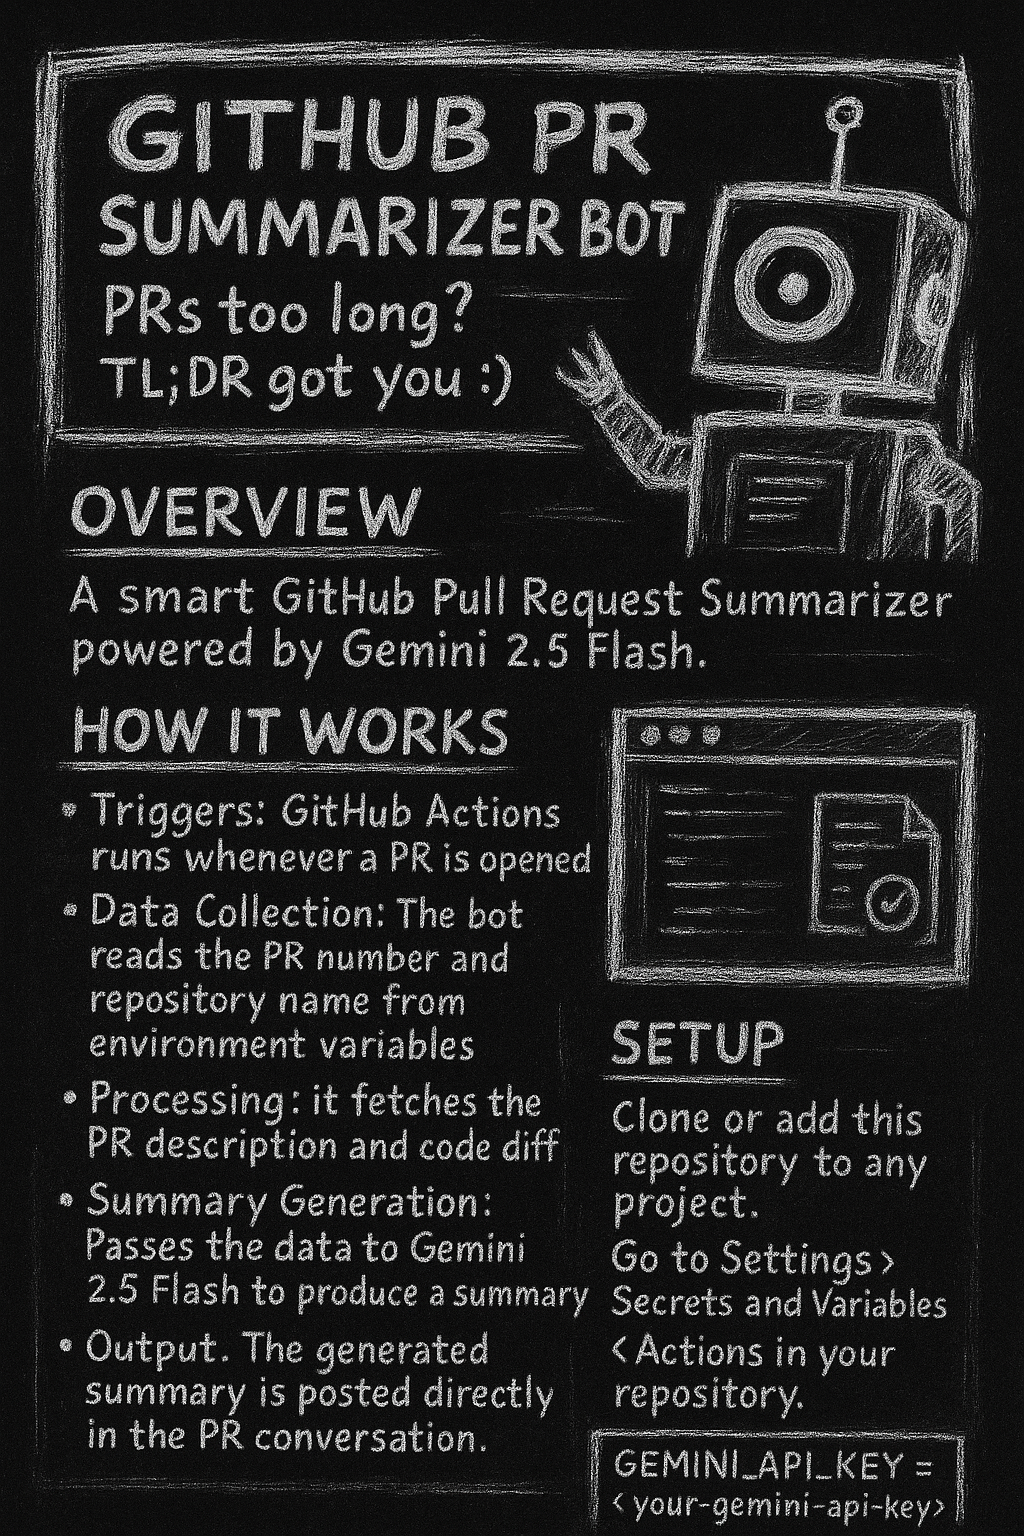 GITHUB PR
SUMMARIZER BOT
PRs too long?
TL;DR got you :)
OVERVIEW
A smart GitHub Pull Request Summarizer
powered by Gemini 2.5 Flash.
HOW IT WORKS
• Triggers: GitHub Actions
runs whenever a PR is opened
• Data Collection: The bot
reads the PR number and
repository name from
environment variables
• Processing: it fetches the
PR description and code diff
• Summary Generation:
Passes the data to Gemini
2.5 Flash to produce a summary
• Output. The generated
summary is posted directly
in the PR conversation.
SETUP
Clone or add this
repository to any
project.
Go to Settings >
Secrets and Variables
< Actions in your
repository.
GEMINI_API_KEY =
<your-gemini-api-key>